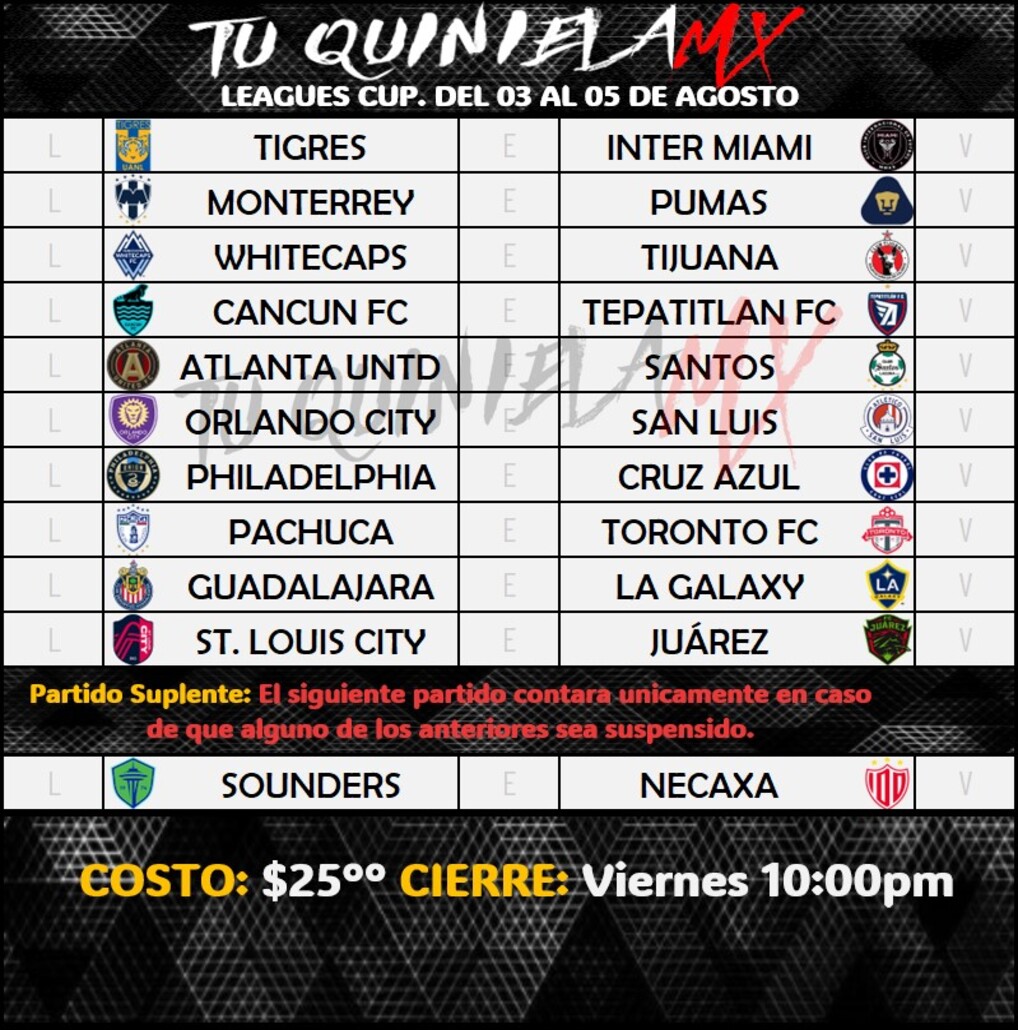 TU QUINIELAMX
LEAGUES CUP. DEL 03 AL 05 DE AGOSTO
L TIGRES E INTER MIAMI V
L MONTERREY E PUMAS V
L WHITECAPS E TIJUANA V
L CANCUN FC E TEPATITLAN FC V
L ATLANTA UNTD E SANTOS V
TU QUINIELAMX
L ORLANDO CITY E SAN LUIS V
L PHILADELPHIA E CRUZ AZUL V
L PACHUCA E TORONTO FC V
L GUADALAJARA E LA GALAXY V
L ST. LOUIS CITY E JUÁREZ V
Partido Suplente: El siguiente partido contara unicamente en caso
de que alguno de los anteriores sea suspendido.
L SOUNDERS E NECAXA V
COSTO: $25°° CIERRE: Viernes 10:00pm